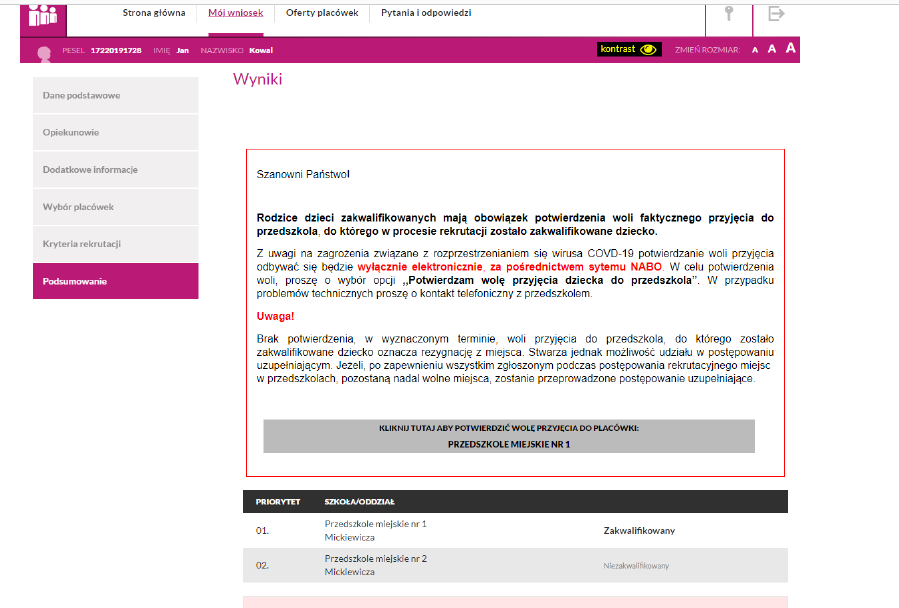 Strona główna Mój wniosek Oferty placówek Pytania i odpowiedzi
PESEL 17220191728 IMIĘ Jan NAZWISKO Kowal kontrast ZMIEŃ ROZMIAR: A A A
Wyniki
Dane podstawowe
Opiekunowie
Dodatkowe informacje
Wybór placówek
Kryteria rekrutacji
Podsumowanie
Szanowni Państwo!
Rodzice dzieci zakwalifikowanych mają obowiązek potwierdzenia woli faktycznego przyjęcia do
przedszkola, do którego w procesie rekrutacji zostało zakwalifikowane dziecko.
Z uwagi na zagrożenia związane z rozprzestrzenianiem się wirusa COVD-19 potwierdzanie woli przyjęcia
odbywać się będzie wyłącznie elektronicznie, za pośrednictwem sytemu NABO. W celu potwierdzenia
woli, proszę o wybór opcji „Potwierdzam wolę przyjęcia dziecka do przedszkola”. W przypadku
problemów technicznych proszę o kontakt telefoniczny z przedszkolem.
Uwaga!
Brak potwierdzenia, w wyznaczonym terminie, woli przyjęcia do przedszkola, do którego zostało
zakwalifikowane dziecko oznacza rezygnację z miejsca. Stwarza jednak możliwość udziału w postępowaniu
uzupełniającym. Jeżeli, po zapewnieniu wszystkim zgłoszonym podczas postępowania rekrutacyjnego miejsc
w przedszkolach, pozostaną nadal wolne miejsca, zostanie przeprowadzone postępowanie uzupełniające.
KLIKNIJ TUTAJ ABY POTWIERDZIĆ WOLĘ PRZYJĘCIA DO PLACÓWKI:
PRZEDSZKOLE MIEJSKIE NR 1
PRIORYTET SZKOŁA/ODDZIAŁ
01. Przedszkole miejskie nr 1 Zakwalifikowany
Mickiewicza
02. Przedszkole miejskie nr 2 Niezakwalifikowany
Mickiewicza